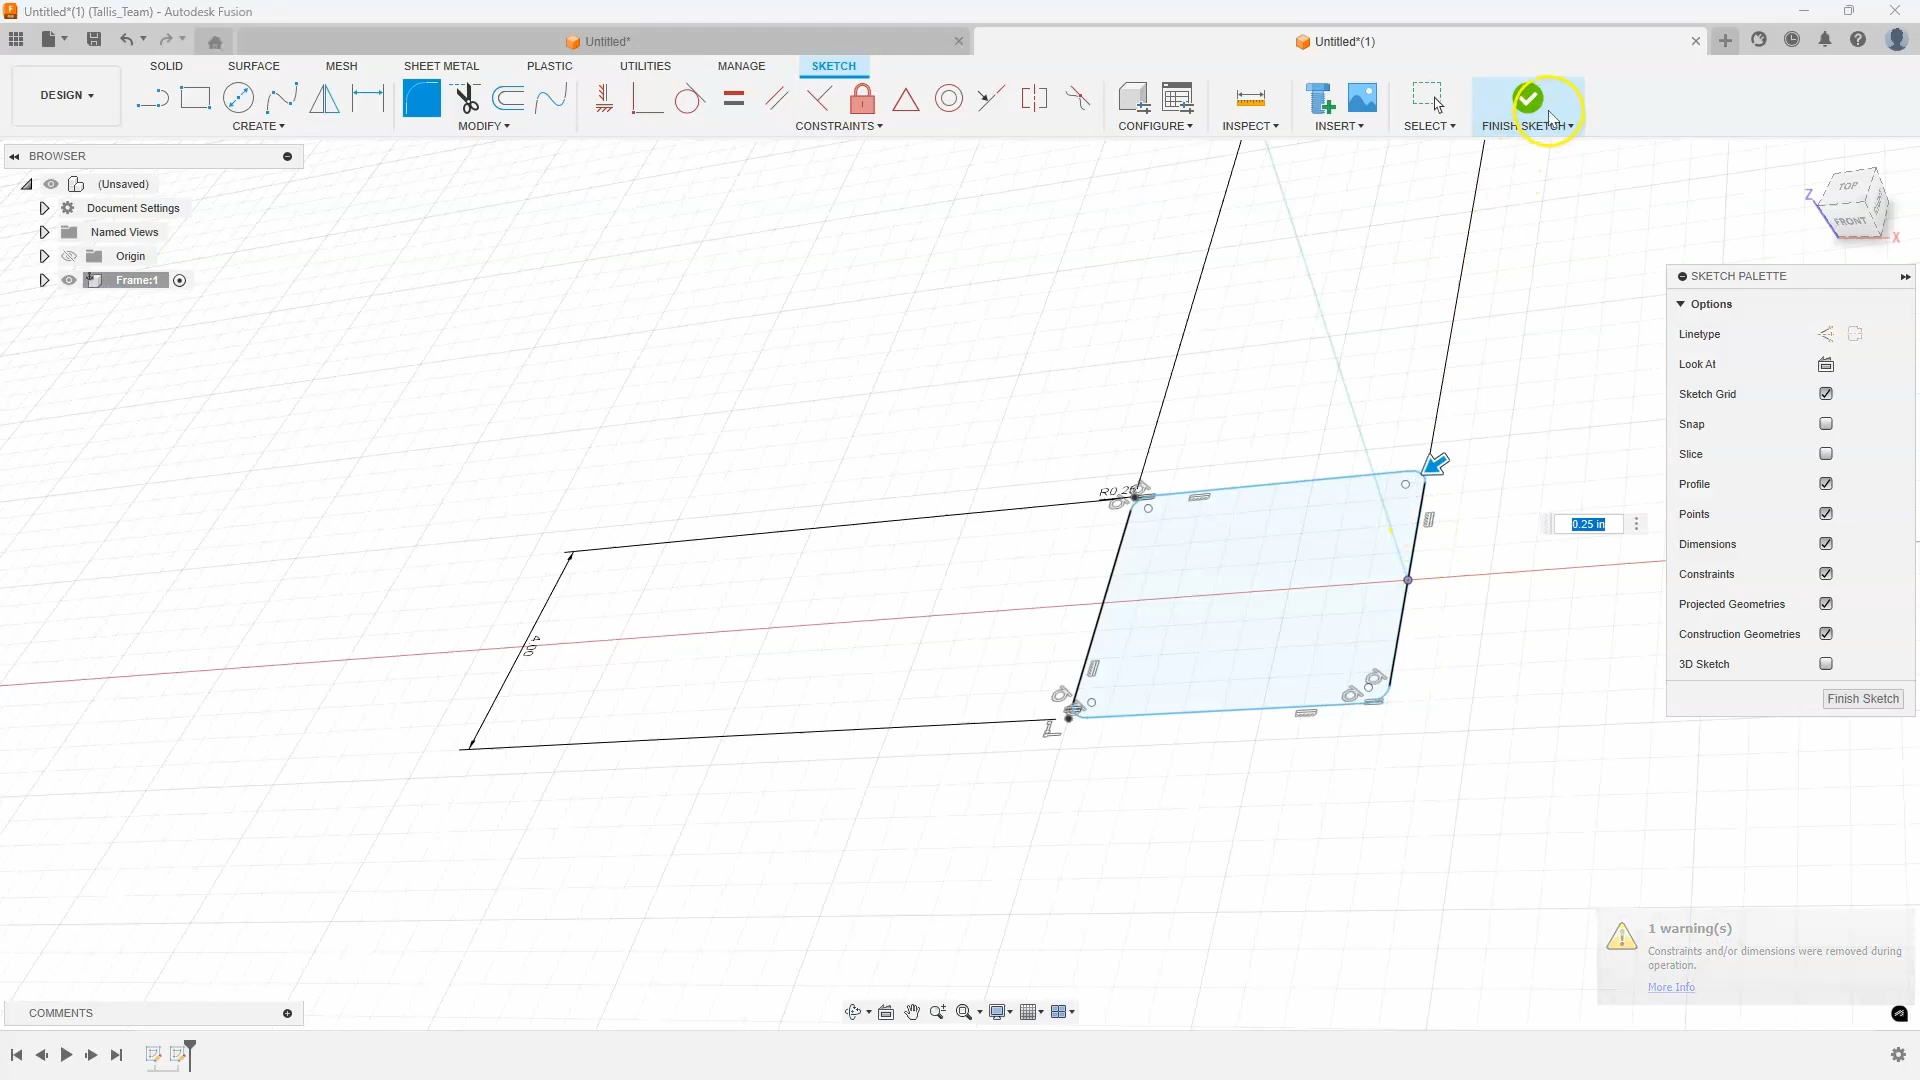 Untitled*(1) (Tallis_Team) - Autodesk Fusion
Untitled*
Untitled*(1)
SOLID
SURFACE
MESH
SHEET METAL
PLASTIC
UTILITIES
MANAGE
SKETCH
DESIGN
CREATE
MODIFY
CONSTRAINTS
CONFIGURE
INSPECT
INSERT
SELECT
FINISH SKETCH
BROWSER
(Unsaved)
Document Settings
Named Views
Origin
Frame:1
TOP
FRONT
Z
X
SKETCH PALETTE
Options
Linetype
Look At
Sketch Grid
Snap
Slice
Profile
Points
Dimensions
Constraints
Projected Geometries
Construction Geometries
3D Sketch
Finish Sketch
0.25 in
4.00
1 warning(s)
Constraints and/or dimensions were removed during
operation.
More Info
COMMENTS